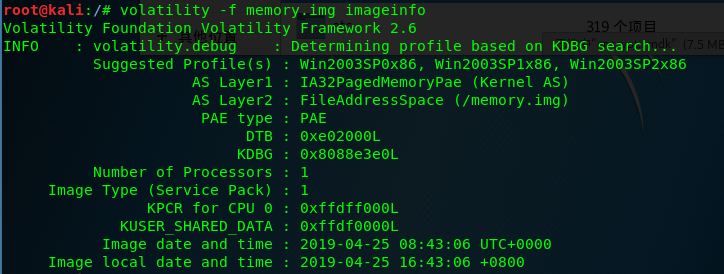 root@kali:/# volatility -f memory.img imageinfo
Volatility Foundation Volatility Framework 2.6
INFO    : volatility.debug    : Determining profile based on KDBG search...
          Suggested Profile(s) : Win2003SP0x86, Win2003SP1x86, Win2003SP2x86
                     AS Layer1 : IA32PagedMemoryPae (Kernel AS)
                     AS Layer2 : FileAddressSpace (/memory.img)
                      PAE type : PAE
                           DTB : 0xe02000L
                          KDBG : 0x8088e3e0L
          Number of Processors : 1
     Image Type (Service Pack) : 1
                KPCR for CPU 0 : 0xffdff000L
             KUSER_SHARED_DATA : 0xffdf0000L
           Image date and time : 2019-04-25 08:43:06 UTC+0000
     Image local date and time : 2019-04-25 16:43:06 +0800
319 个项目
(7.5 MB